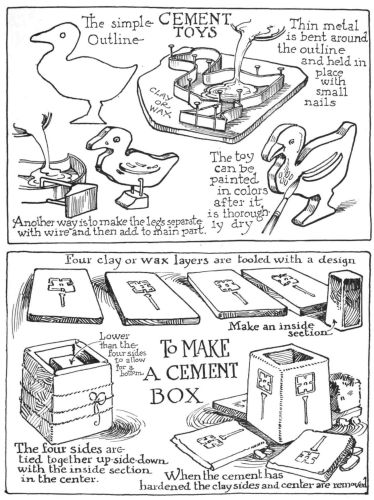 The simple
Outline-
CEMENT
TOYS
Thin metal
is bent around
the outline
and held in
place
with
small
nails
CLAY
OR
WAX
The toy
can be
painted
in colors
after it
is thorough
ly dry
Another way is to make the legs separate
with wire and then add to main part.
Four clay or wax layers are tooled with a design
Make an inside
section
Lower
than the
four sides
to allow
for a
bottom
To MAKE
A CEMENT
BOX
The four sides are
tied together up-side-down
with the inside section
in the center.
When the cement has
hardened the clay sides and center are removed